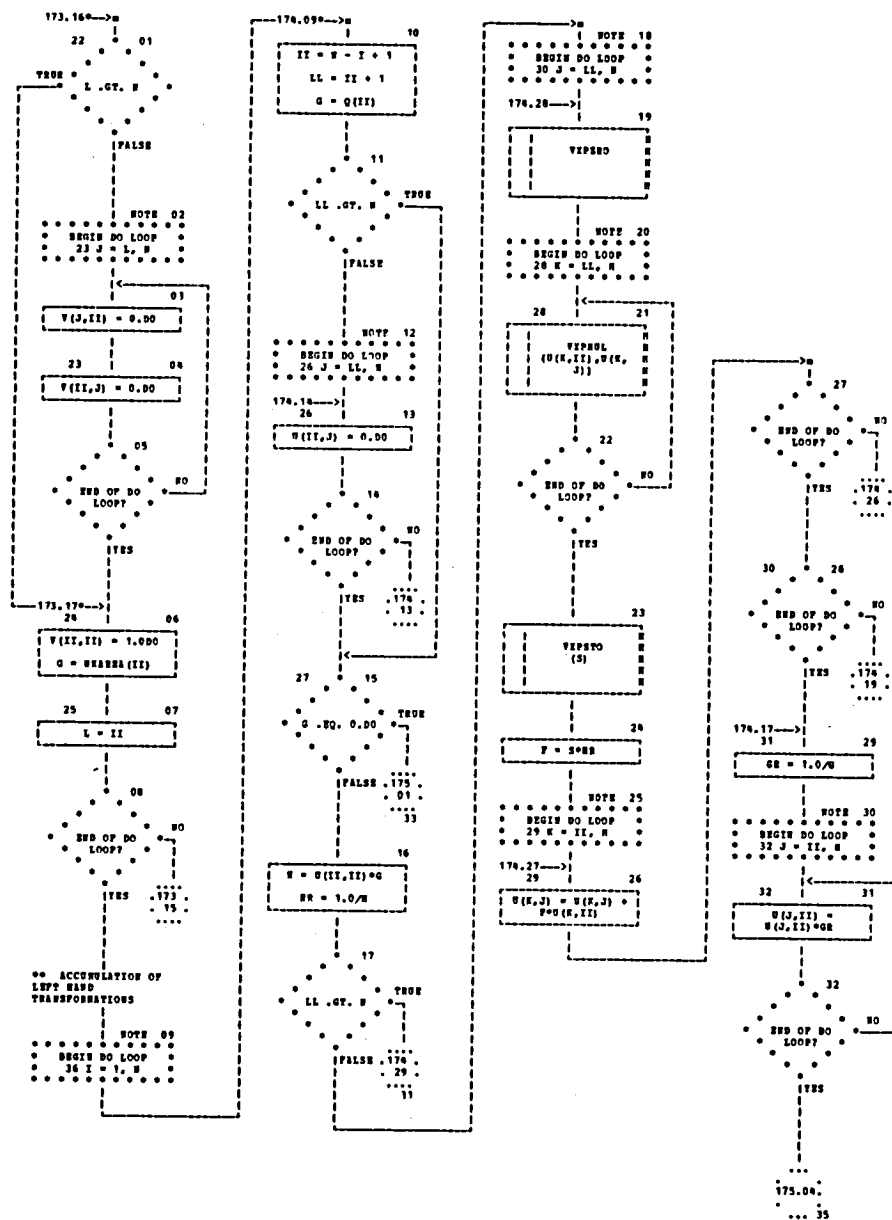 173.16*--->
22 01
TRUE
L .GT. N
FALSE
NOTE 02
BEGIN DO LOOP
23 J = L, N
03
V(J,II) = 0.D0
23 04
V(II,J) = 0.D0
05
END OF DO
LOOP?
NO
YES
173.17*--->
24 06
V(II,II) = 1.0D0
G = WKAREA(II)
25 07
L = II
08
END OF DO
LOOP?
NO
YES
173
15
** ACCUMULATION OF
LEFT HAND
TRANSFORMATIONS
NOTE 09
BEGIN DO LOOP
36 I = 1, N
174.09*--->
10
II = N - I + 1
LL = II + 1
G = Q(II)
11
LL .GT. N
TRUE
FALSE
NOTE 12
BEGIN DO LOOP
26 J = LL, N
174.14--->
26 13
U(II,J) = 0.D0
14
END OF DO
LOOP?
NO
YES
174
13
27 15
G .EQ. 0.D0
TRUE
FALSE
175
01
33
16
H = U(II,II)*G
HR = 1.0/H
17
LL .GT. N
TRUE
FALSE
174
29
31
NOTE 18
BEGIN DO LOOP
30 J = LL, N
174.28--->
19
VXPZRO
NOTE 20
BEGIN DO LOOP
28 K = LL, M
28 21
VXPMUL
(U(K,II),U(K,
J))
22
END OF DO
LOOP?
NO
YES
23
VXPSTO
(S)
24
F = S*HR
NOTE 25
BEGIN DO LOOP
29 K = II, M
174.27--->
29 26
U(K,J) = U(K,J) +
F*U(K,II)
27
END OF DO
LOOP?
NO
YES
174
26
30 28
END OF DO
LOOP?
NO
YES
174
19
174.17--->
31 29
GR = 1.0/G
NOTE 30
BEGIN DO LOOP
32 J = II, M
32 31
U(J,II) =
U(J,II)*GR
32
END OF DO
LOOP?
NO
YES
175.04
35